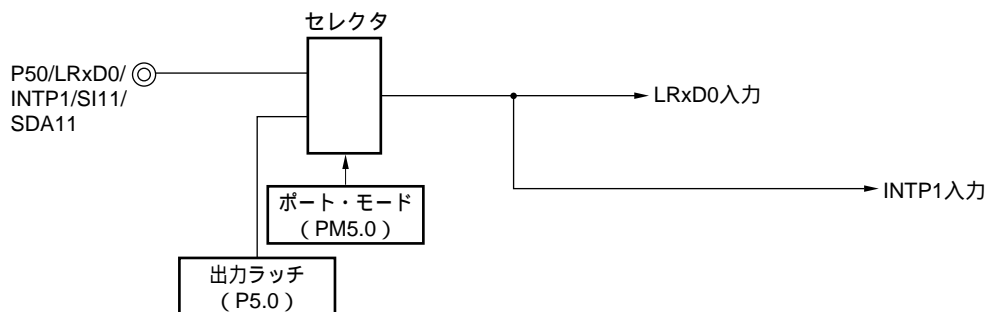 セレクタ
P50/LRxD0/
INTP1/SI11/
SDA11
LRxD0入力
ポート・モード
（PM5.0）
INTP1入力
出力ラッチ
（P5.0）